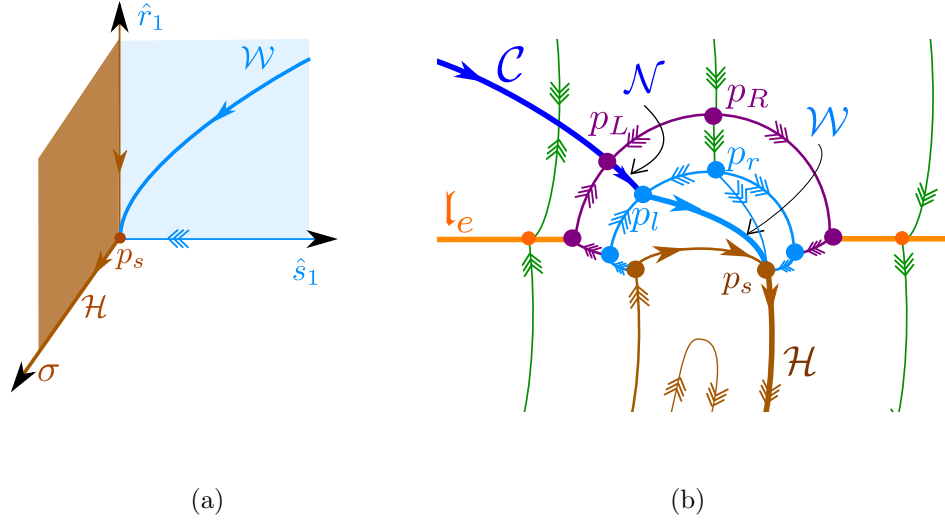 r̂₁
𝒲
p_s
ŝ₁
ℋ
σ
(a)
𝒞
𝒩
p_R
𝒲
p_L
p_r
𝔩_e
p_l
p_s
ℋ
(b)